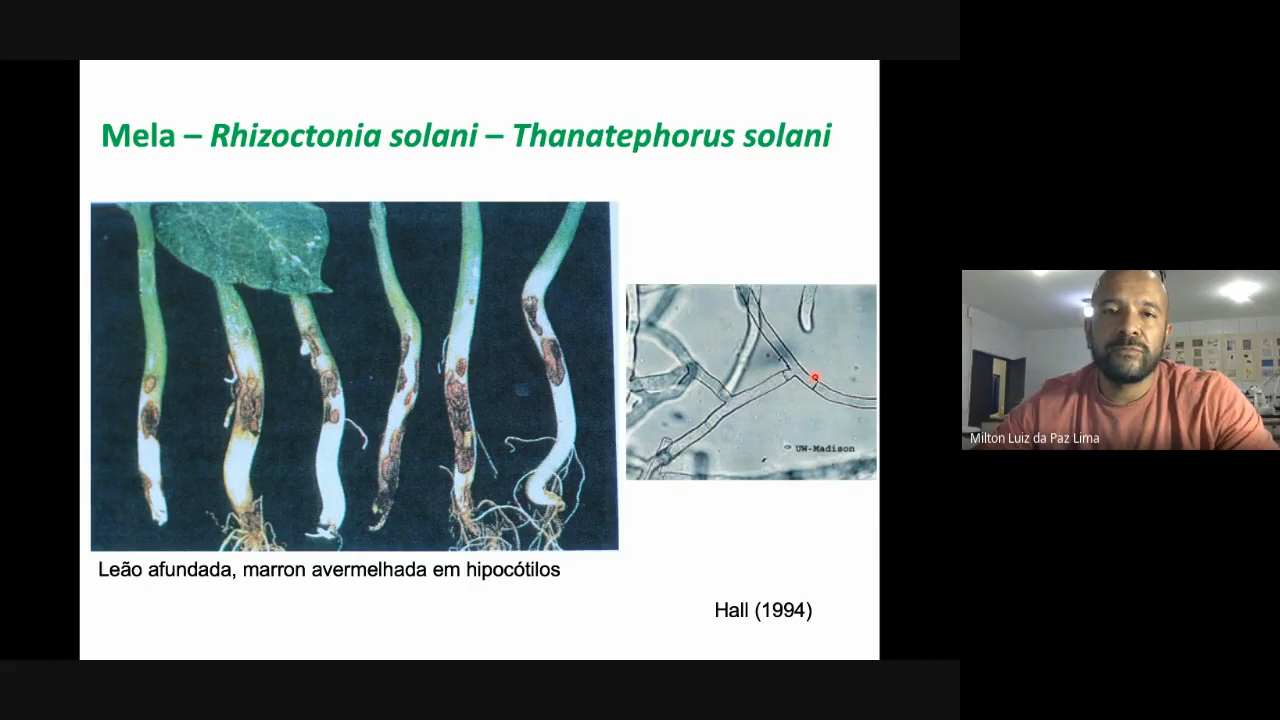 Mela – Rhizoctonia solani – Thanatephorus solani
UW-Madison
Leão afundada, marron avermelhada em hipocótilos
Hall (1994)
Milton Luiz da Paz Lima